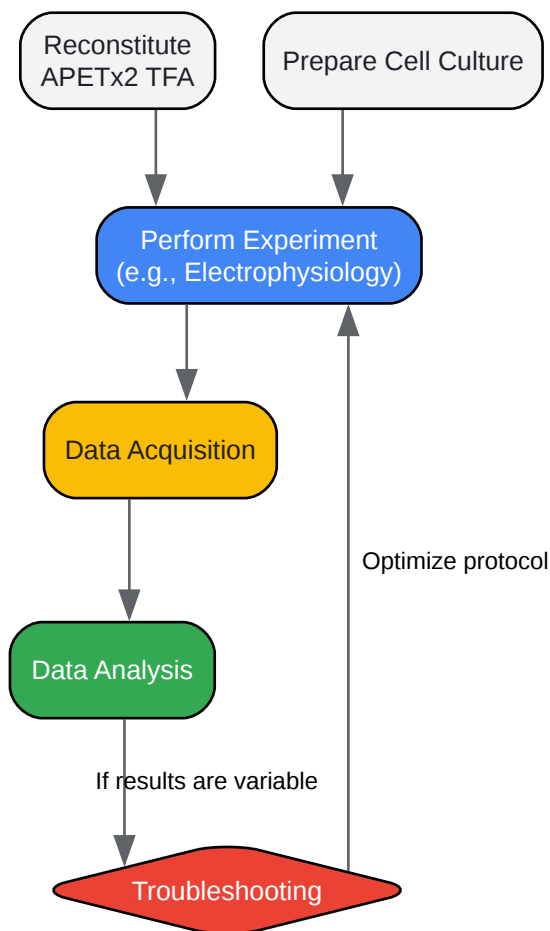 Reconstitute
APETx2 TFA
Prepare Cell Culture
Perform Experiment
(e.g., Electrophysiology)
Data Acquisition
Optimize protocol
Data Analysis
If results are variable
Troubleshooting